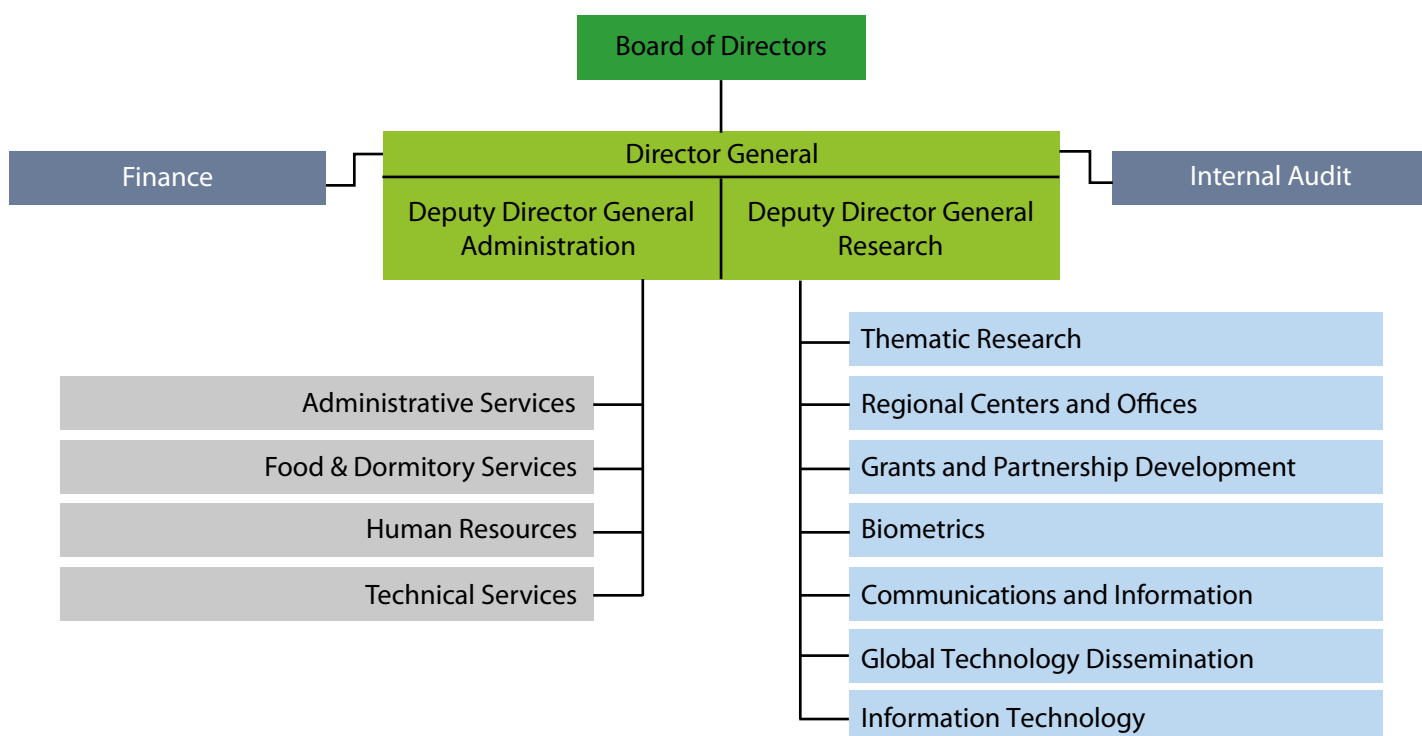 Board of Directors
Director General
Finance
Internal Audit
Deputy Director General
Administration
Deputy Director General
Research
Administrative Services
Food & Dormitory Services
Human Resources
Technical Services
Thematic Research
Regional Centers and Offices
Grants and Partnership Development
Biometrics
Communications and Information
Global Technology Dissemination
Information Technology